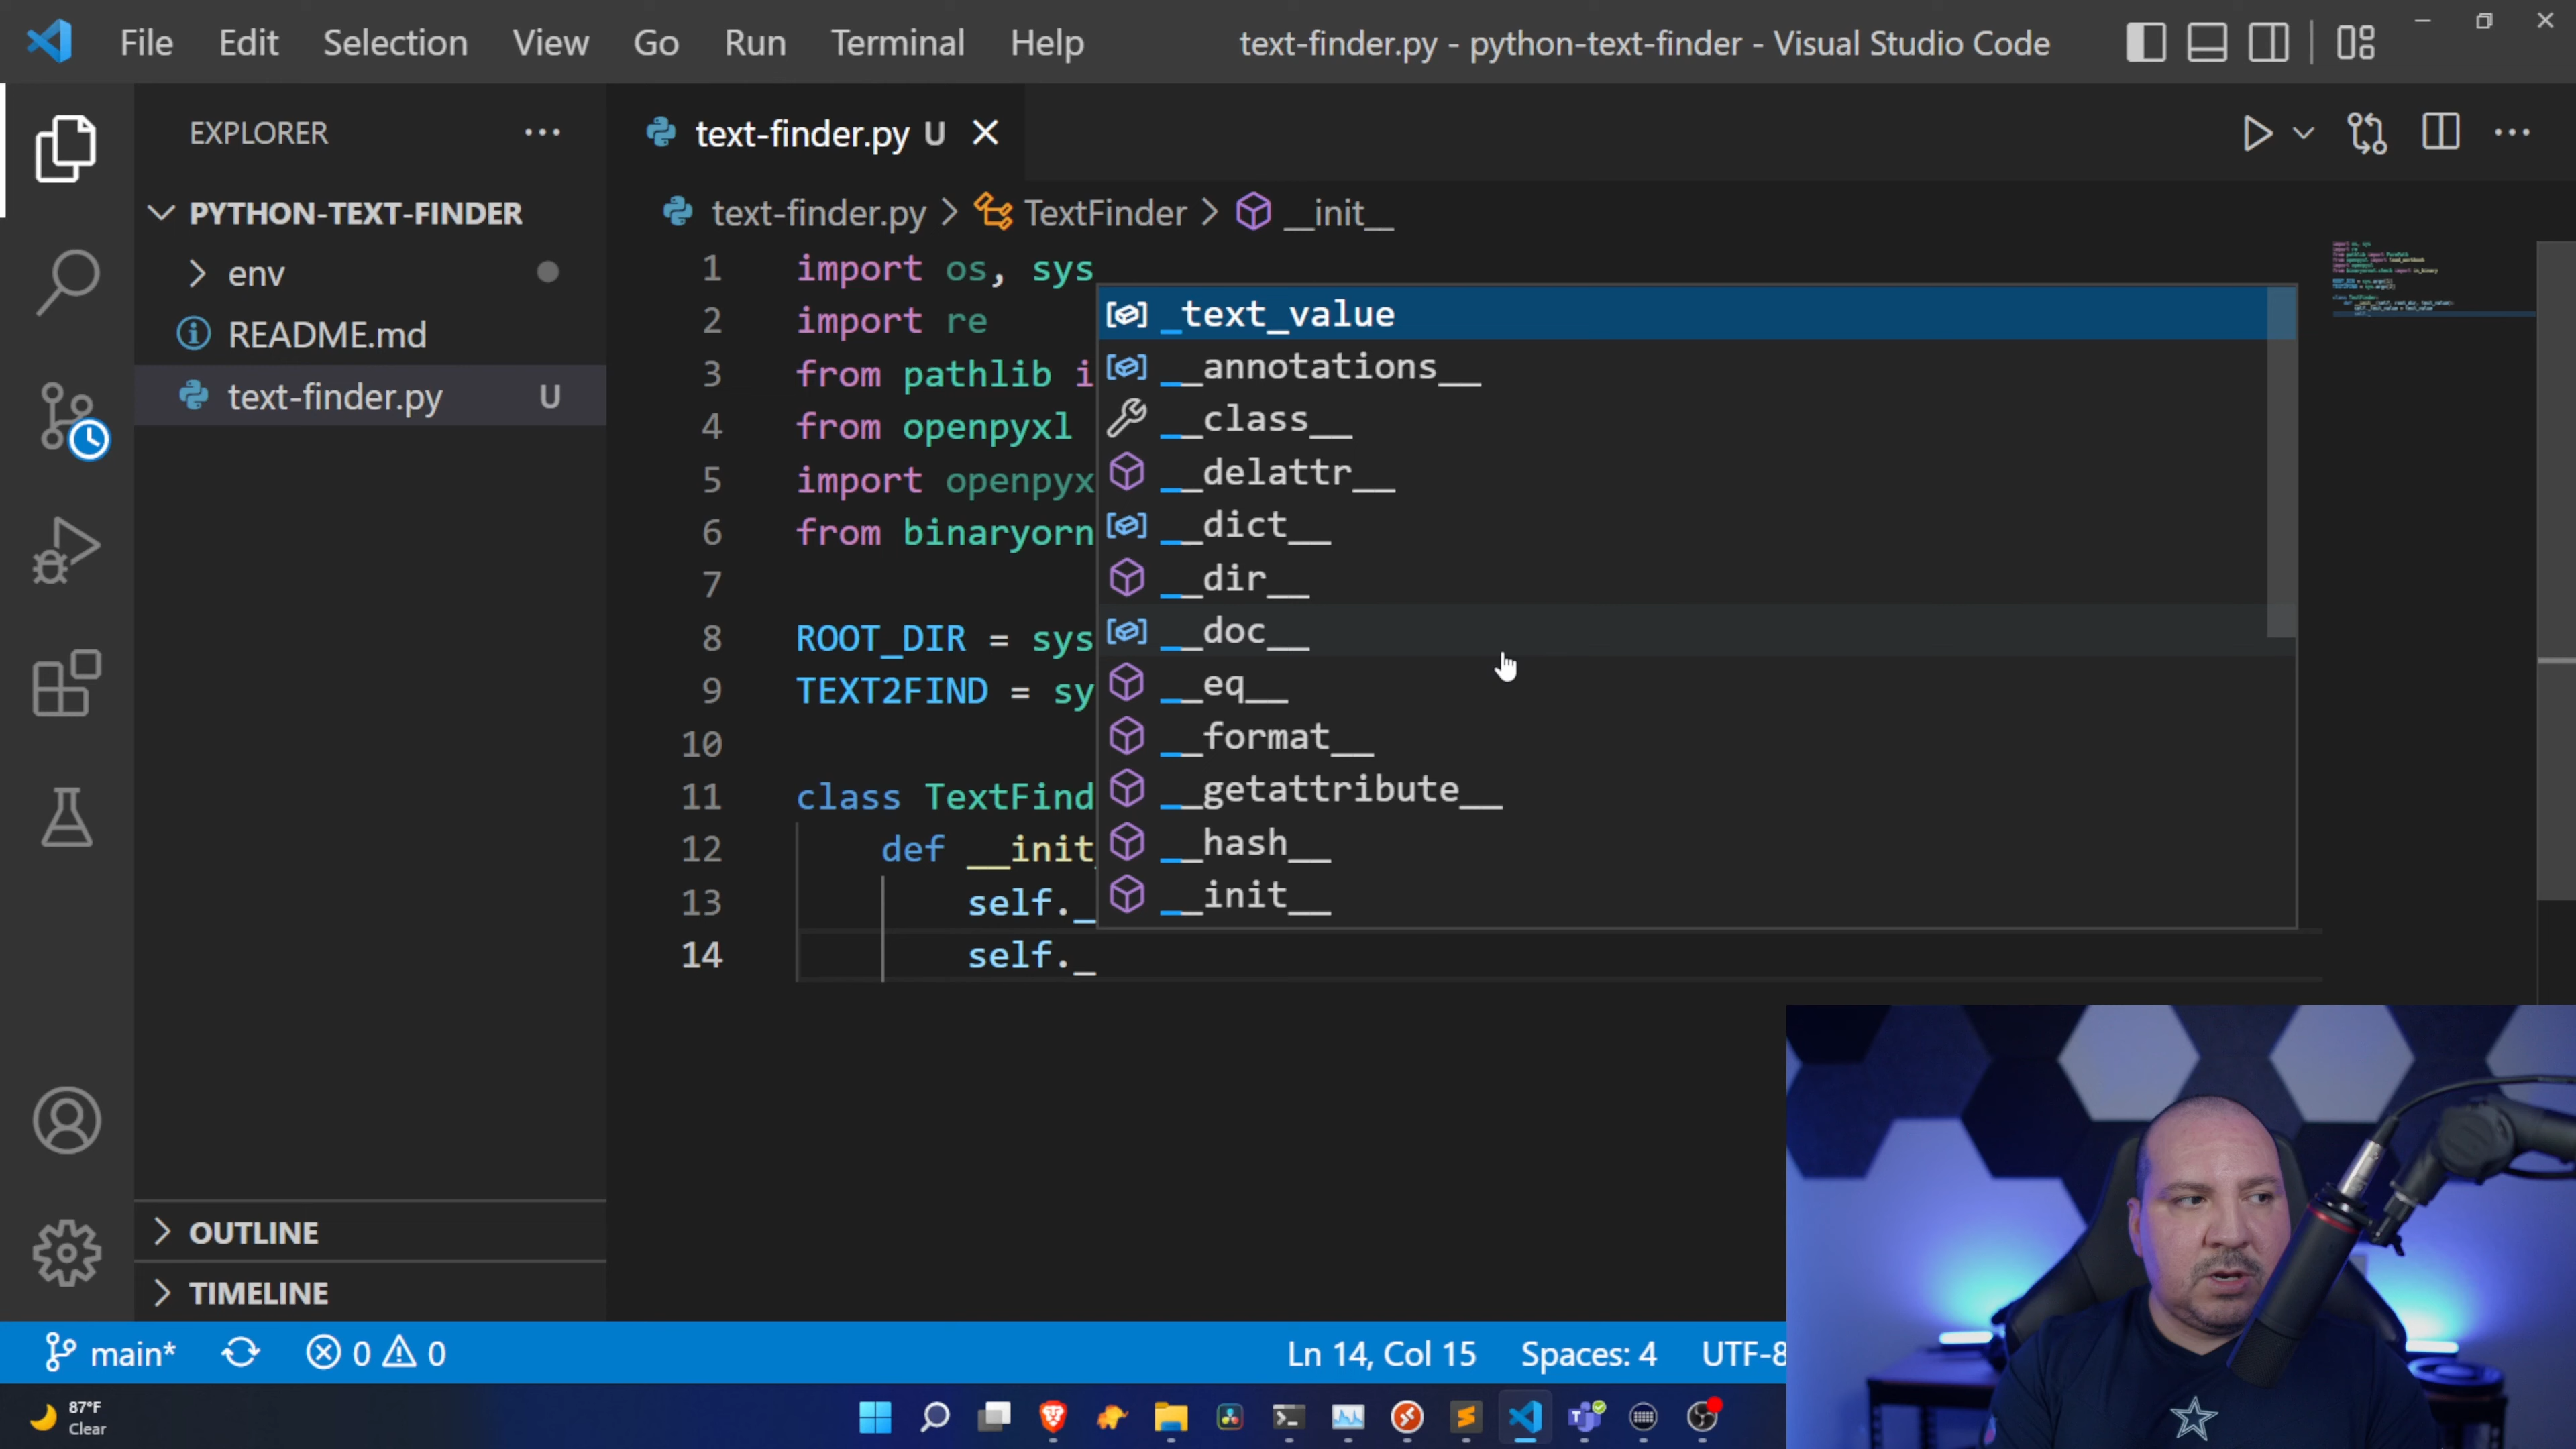 File Edit Selection View Go Run Terminal Help
text-finder.py - python-text-finder - Visual Studio Code
EXPLORER
PYTHON-TEXT-FINDER
env
README.md
text-finder.py U
OUTLINE
TIMELINE
text-finder.py U
text-finder.py > TextFinder > __init__
1 import os, sys
2 import re
3 from pathlib i
4 from openpyxl
5 import openpyx
6 from binaryorn
7
8 ROOT_DIR = sys
9 TEXT2FIND = sy
10
11 class TextFind
12 def __init_
13 self._
14 self._
_text_value
__annotations__
__class__
__delattr__
__dict__
__dir__
__doc__
__eq__
__format__
__getattribute__
__hash__
__init__
main* 0 0
Ln 14, Col 15 Spaces: 4 UTF-8
87°F
Clear